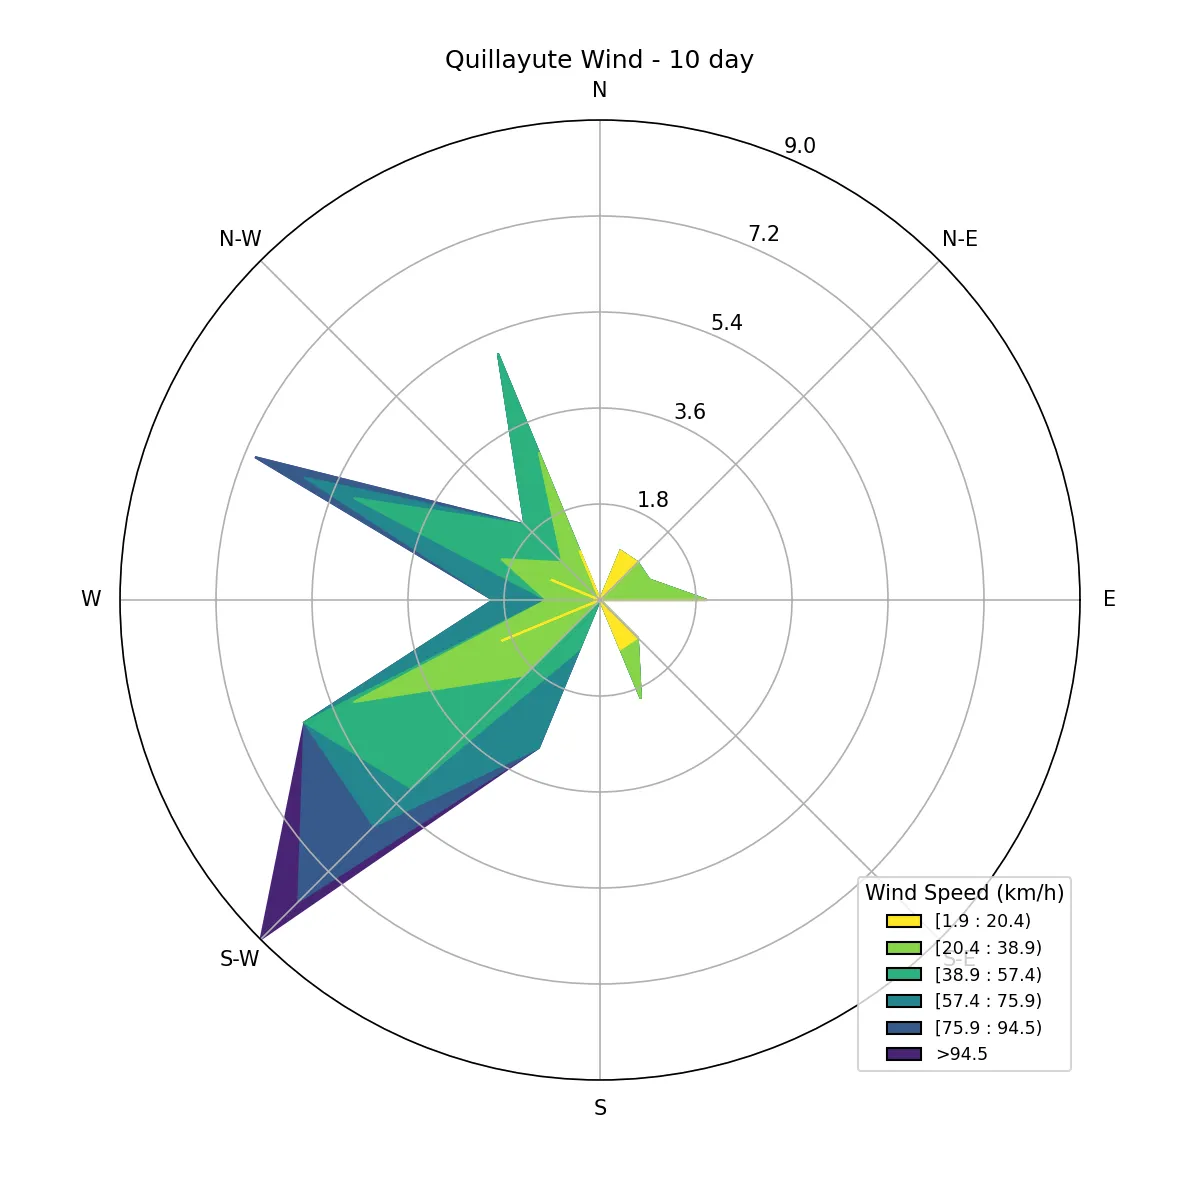 Quillayute Wind - 10 day
N
9.0
7.2
N-W
N-E
5.4
3.6
1.8
W
E
Wind Speed (km/h)
[1.9 : 20.4)
[20.4 : 38.9)
S-W
S-E
[38.9 : 57.4)
[57.4 : 75.9)
[75.9 : 94.5)
>94.5
S